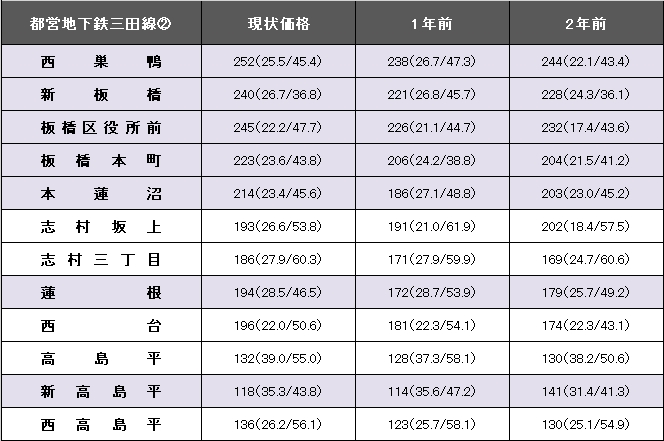 都営地下鉄三田線② 現状価格 1年前 2年前
西巣鴨 252(25.5/45.4) 238(26.7/47.3) 244(22.1/43.4)
新板橋 240(26.7/36.8) 221(26.8/45.7) 228(24.3/36.1)
板橋区役所前 245(22.2/47.7) 226(21.1/44.7) 232(17.4/43.6)
板橋本町 223(23.6/43.8) 206(24.2/38.8) 204(21.5/41.2)
本蓮沼 214(23.4/45.6) 186(27.1/48.8) 203(23.0/45.2)
志村坂上 193(26.6/53.8) 191(21.0/61.9) 202(18.4/57.5)
志村三丁目 186(27.9/60.3) 171(27.9/59.9) 169(24.7/60.6)
蓮根 194(28.5/46.5) 172(28.7/53.9) 179(25.7/49.2)
西台 196(22.0/50.6) 181(22.3/54.1) 174(22.3/43.1)
高島平 132(39.0/55.0) 128(37.3/58.1) 130(38.2/50.6)
新高島平 118(35.3/43.8) 114(35.6/47.2) 141(31.4/41.3)
西高島平 136(26.2/56.1) 123(25.7/58.1) 130(25.1/54.9)